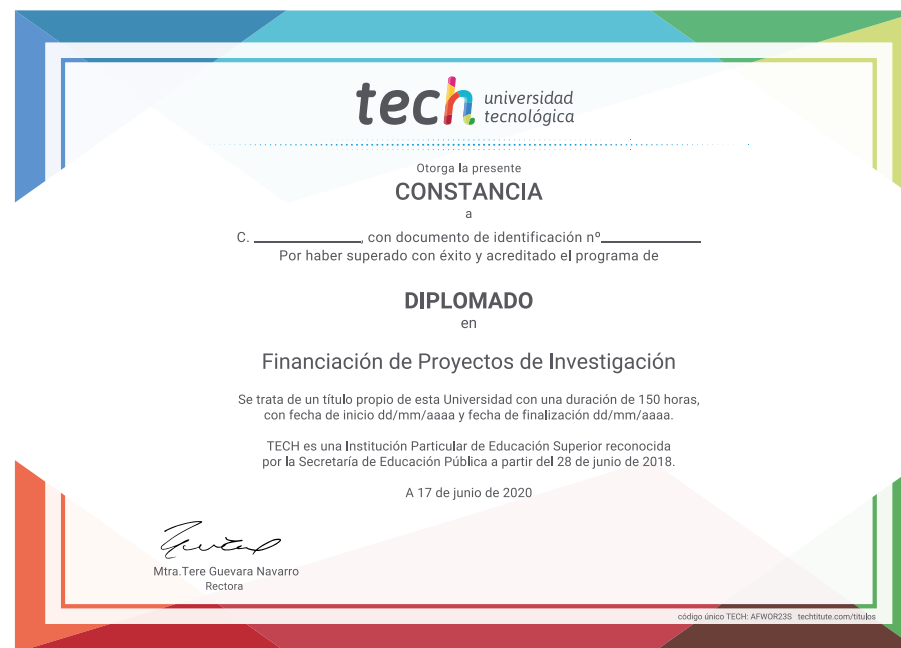 tech universidad
tecnológica
Otorga la presente
CONSTANCIA
a
C. ____________, con documento de identificación nº____________
Por haber superado con éxito y acreditado el programa de
DIPLOMADO
en
Financiación de Proyectos de Investigación
Se trata de un título propio de esta Universidad con una duración de 150 horas,
con fecha de inicio dd/mm/aaaa y fecha de finalización dd/mm/aaaa.
TECH es una Institución Particular de Educación Superior reconocida
por la Secretaría de Educación Pública a partir del 28 de junio de 2018.
A 17 de junio de 2020
Mtra.Tere Guevara Navarro
Rectora
código único TECH: AFWOR23S techtitute.com/titulos